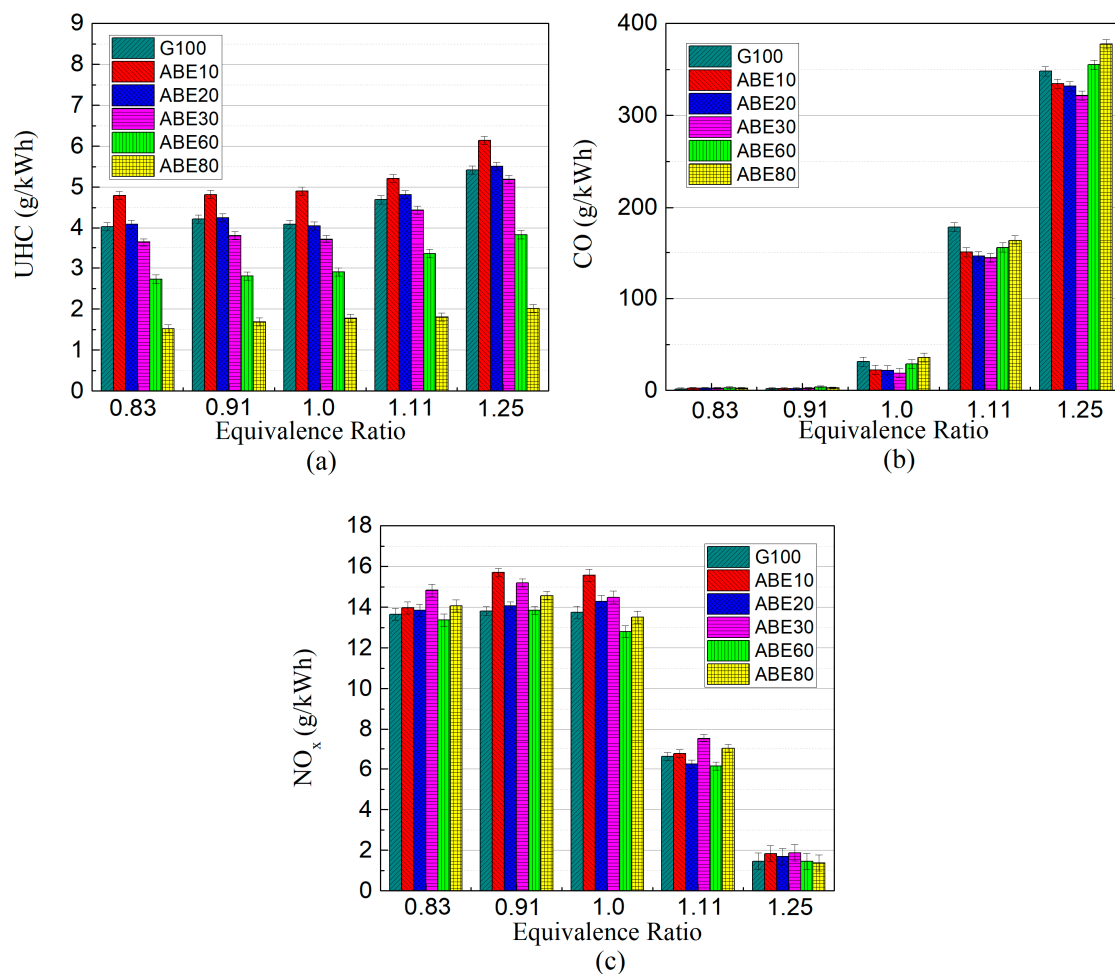 9
8
7
6
5
4
3
2
1
0
UHC (g/kWh)
G100
ABE10
ABE20
ABE30
ABE60
ABE80
0.83 0.91 1.0 1.11 1.25
Equivalence Ratio
(a)
400
300
200
100
0
CO (g/kWh)
G100
ABE10
ABE20
ABE30
ABE60
ABE80
0.83 0.91 1.0 1.11 1.25
Equivalence Ratio
(b)
18
16
14
12
10
8
6
4
2
0
NOx (g/kWh)
G100
ABE10
ABE20
ABE30
ABE60
ABE80
0.83 0.91 1.0 1.11 1.25
Equivalence Ratio
(c)